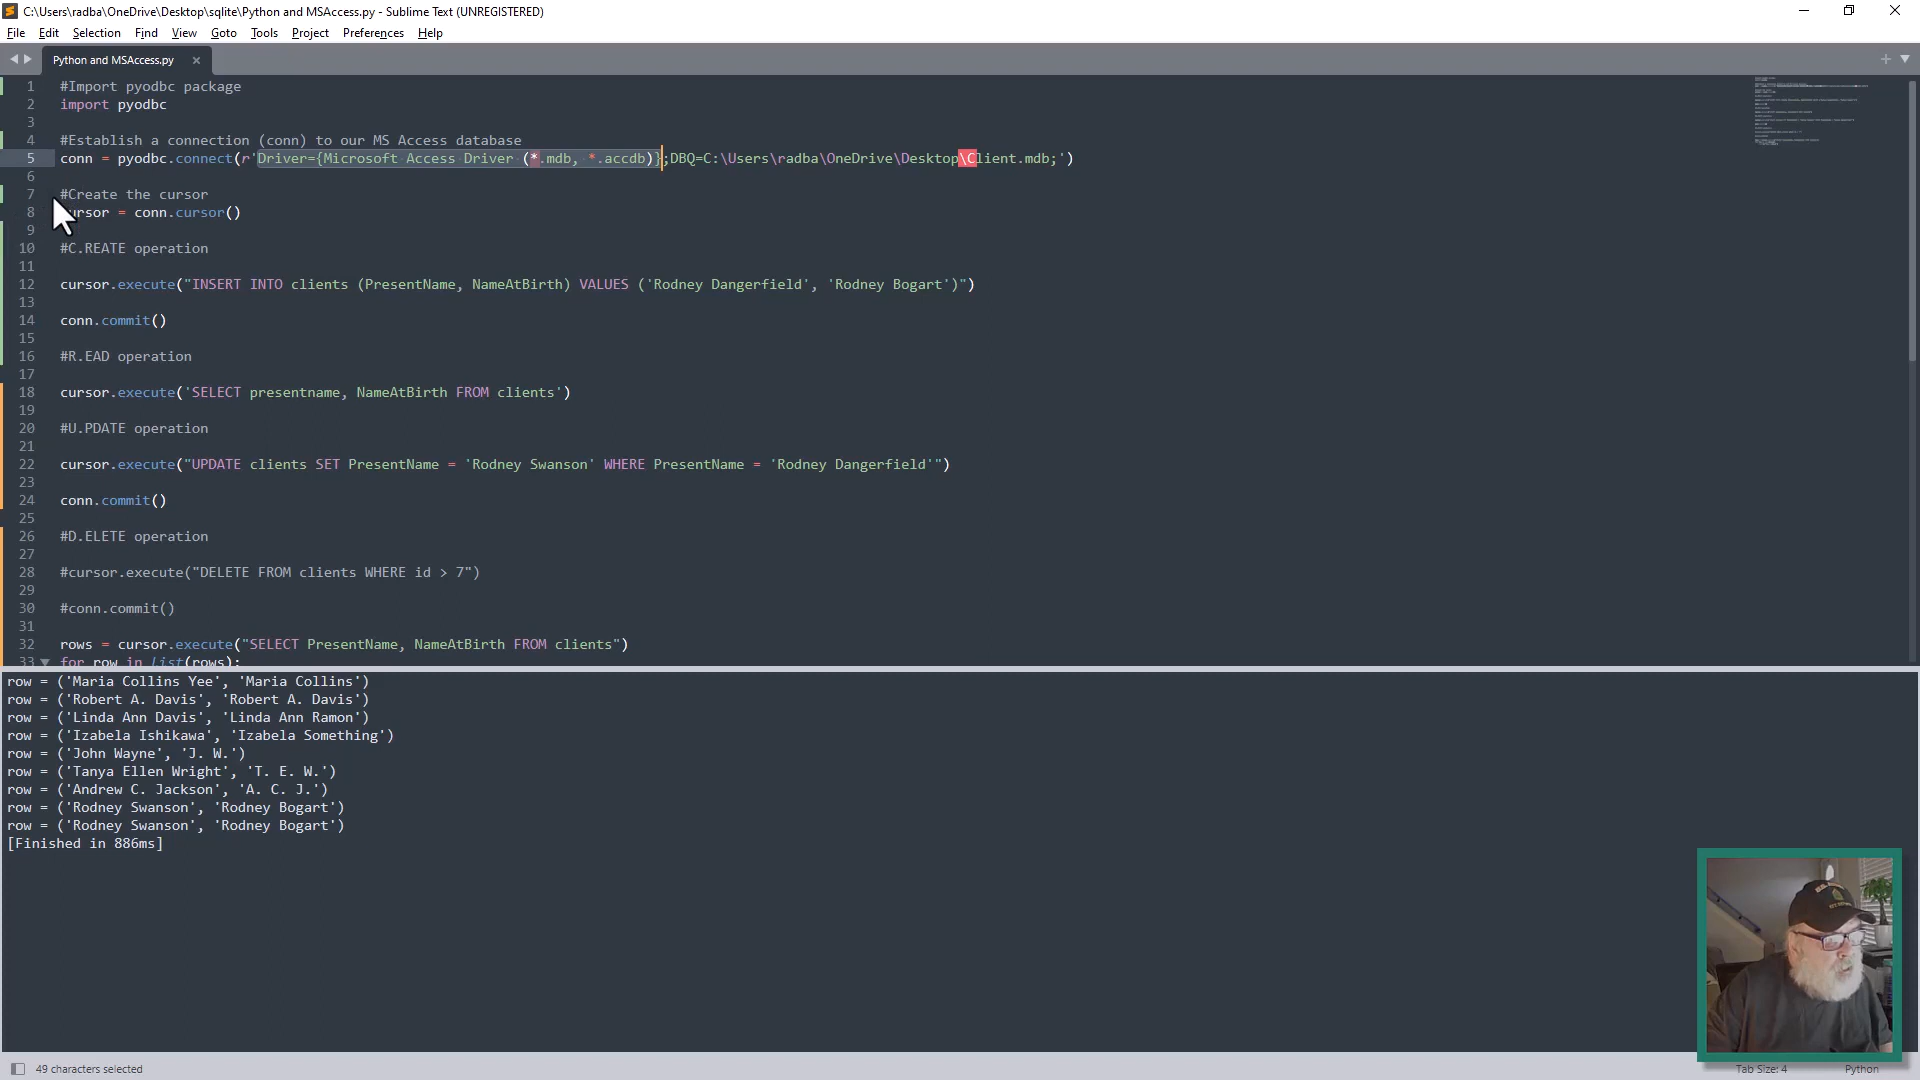 C:\Users\radba\OneDrive\Desktop\sqlite\Python and MSAccess.py - Sublime Text (UNREGISTERED)
File Edit Selection Find View Goto Tools Project Preferences Help
Python and MSAccess.py
1 #Import pyodbc package
2 import pyodbc
3
4 #Establish a connection (conn) to our MS Access database
5 conn = pyodbc.connect(r'Driver={Microsoft Access Driver (*.mdb, *.accdb)};DBQ=C:\Users\radba\OneDrive\Desktop\Client.mdb;')
6
7 #Create the cursor
8 cursor = conn.cursor()
9
10 #C.REATE operation
11
12 cursor.execute("INSERT INTO clients (PresentName, NameAtBirth) VALUES ('Rodney Dangerfield', 'Rodney Bogart')")
13
14 conn.commit()
15
16 #R.EAD operation
17
18 cursor.execute('SELECT presentname, NameAtBirth FROM clients')
19
20 #U.PDATE operation
21
22 cursor.execute("UPDATE clients SET PresentName = 'Rodney Swanson' WHERE PresentName = 'Rodney Dangerfield'")
23
24 conn.commit()
25
26 #D.ELETE operation
27
28 #cursor.execute("DELETE FROM clients WHERE id > 7")
29
30 #conn.commit()
31
32 rows = cursor.execute("SELECT PresentName, NameAtBirth FROM clients")
33 for row in list(rows):
row = ('Maria Collins Yee', 'Maria Collins')
row = ('Robert A. Davis', 'Robert A. Davis')
row = ('Linda Ann Davis', 'Linda Ann Ramon')
row = ('Izabela Ishikawa', 'Izabela Something')
row = ('John Wayne', 'J. W.')
row = ('Tanya Ellen Wright', 'T. E. W.')
row = ('Andrew C. Jackson', 'A. C. J.')
row = ('Rodney Swanson', 'Rodney Bogart')
row = ('Rodney Swanson', 'Rodney Bogart')
[Finished in 886ms]
49 characters selected
Tab Size: 4
Python